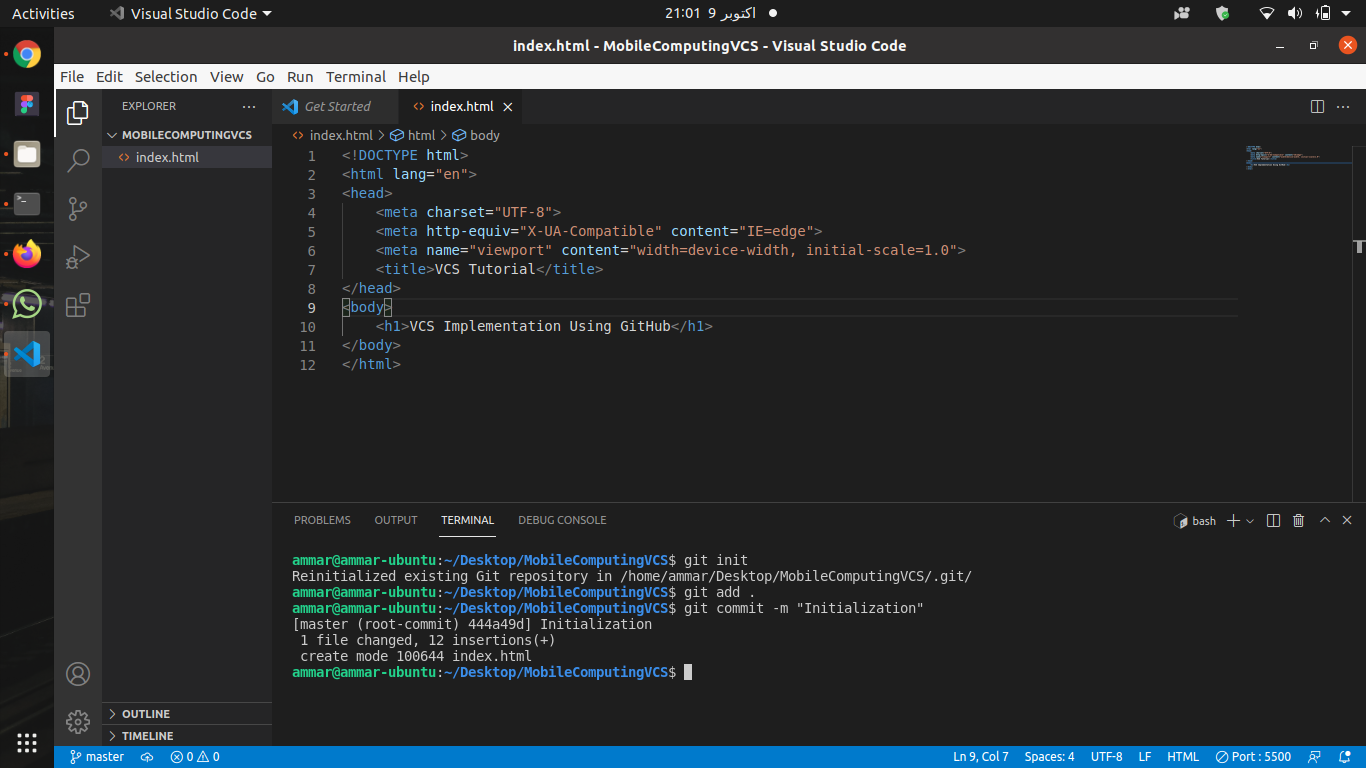 Activities Visual Studio Code 21:01 9 اكتوبر
index.html - MobileComputingVCS - Visual Studio Code
File Edit Selection View Go Run Terminal Help
EXPLORER
Get Started index.html
MOBILECOMPUTINGVCS
index.html
index.html > html > body
1 <!DOCTYPE html>
2 <html lang="en">
3 <head>
4 <meta charset="UTF-8">
5 <meta http-equiv="X-UA-Compatible" content="IE=edge">
6 <meta name="viewport" content="width=device-width, initial-scale=1.0">
7 <title>VCS Tutorial</title>
8 </head>
9 <body>
10 <h1>VCS Implementation Using GitHub</h1>
11 </body>
12 </html>
PROBLEMS OUTPUT TERMINAL DEBUG CONSOLE bash
ammar@ammar-ubuntu:~/Desktop/MobileComputingVCS$ git init
Reinitialized existing Git repository in /home/ammar/Desktop/MobileComputingVCS/.git/
ammar@ammar-ubuntu:~/Desktop/MobileComputingVCS$ git add .
ammar@ammar-ubuntu:~/Desktop/MobileComputingVCS$ git commit -m "Initialization"
[master (root-commit) 444a49d] Initialization
1 file changed, 12 insertions(+)
create mode 100644 index.html
ammar@ammar-ubuntu:~/Desktop/MobileComputingVCS$
OUTLINE
TIMELINE
master 0 0 Ln 9, Col 7 Spaces: 4 UTF-8 LF HTML Port : 5500